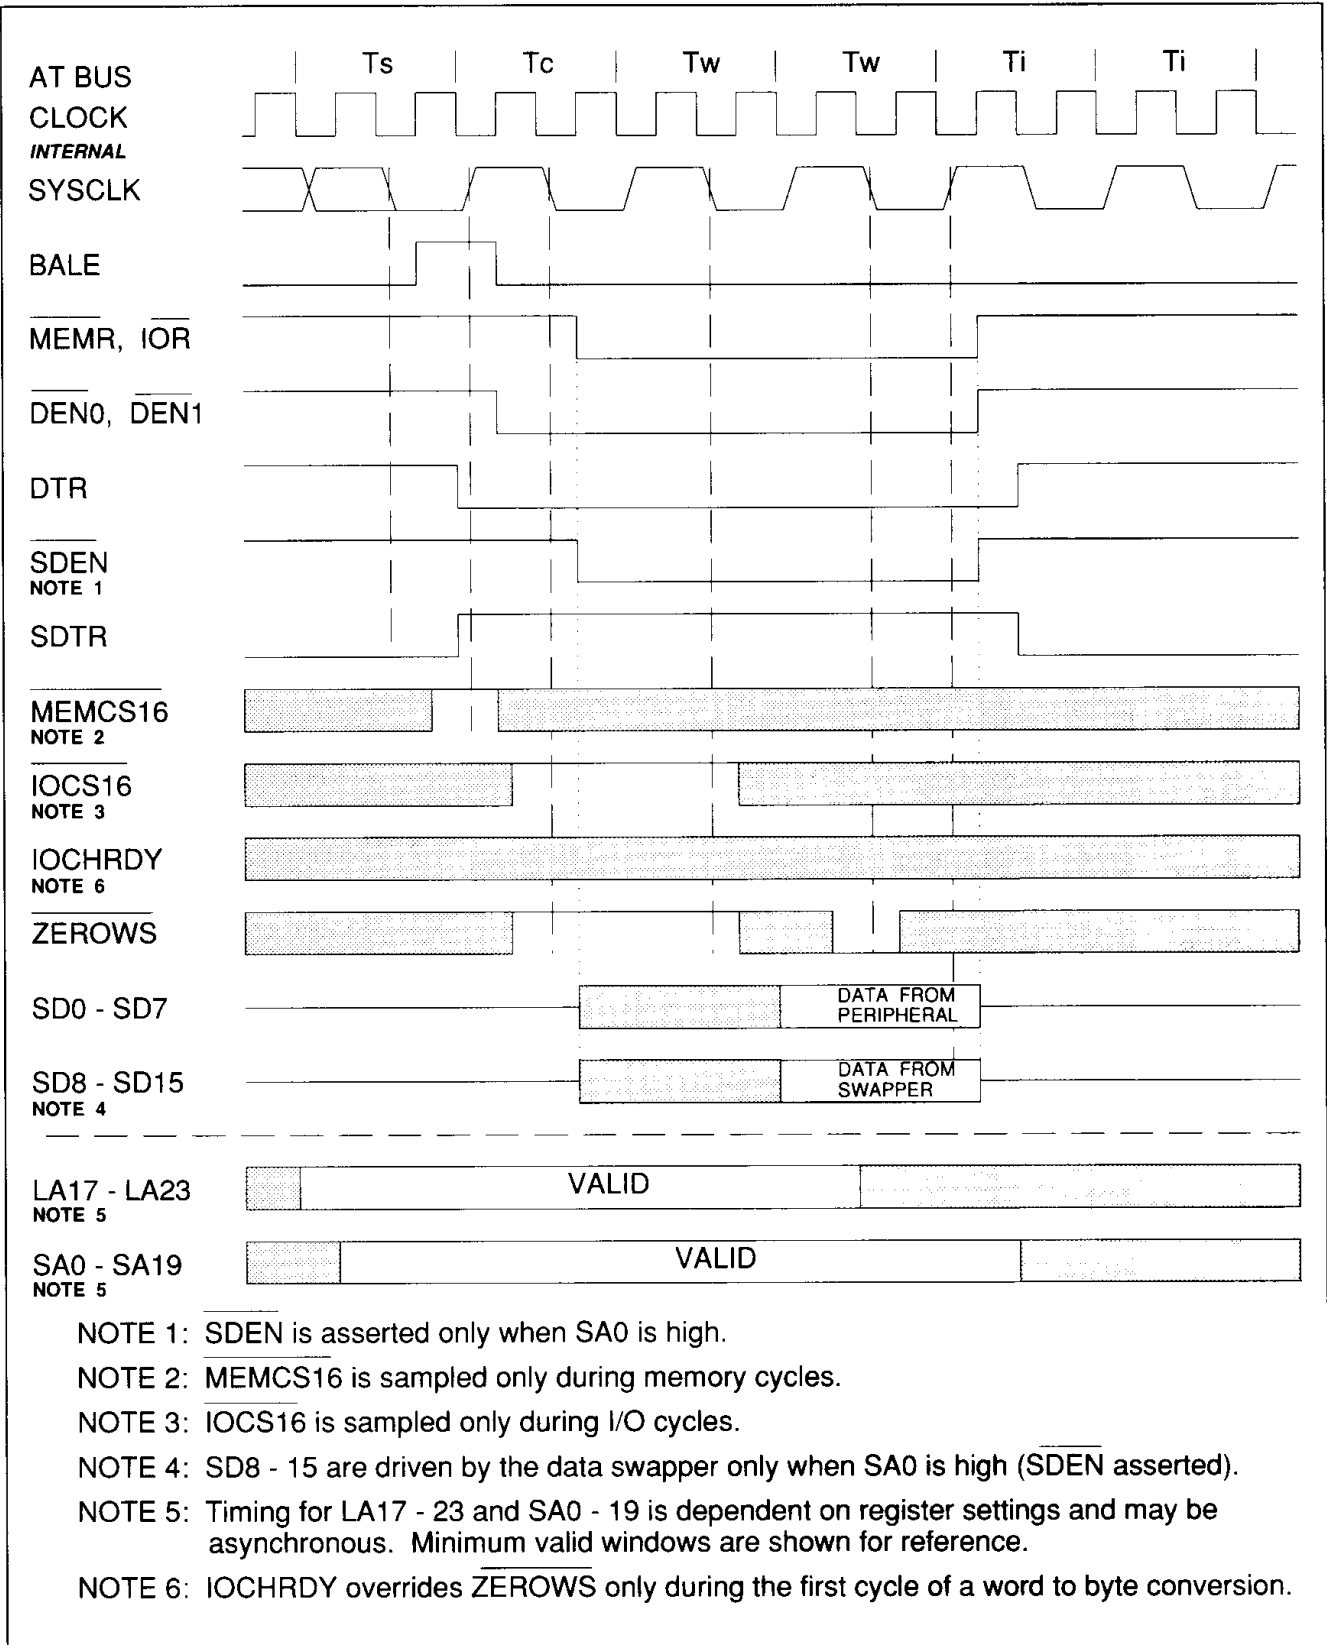 Ts Tc Tw Tw Ti Ti
AT BUS
CLOCK
INTERNAL
SYSCLK
BALE
MEMR, IOR
DEN0, DEN1
DTR
SDEN
NOTE 1
SDTR
MEMCS16
NOTE 2
IOCS16
NOTE 3
IOCHRDY
NOTE 6
ZEROWS
SD0 - SD7
DATA FROM
PERIPHERAL
SD8 - SD15
NOTE 4
DATA FROM
SWAPPER
LA17 - LA23
NOTE 5
VALID
SA0 - SA19
NOTE 5
VALID
NOTE 1: SDEN is asserted only when SA0 is high.
NOTE 2: MEMCS16 is sampled only during memory cycles.
NOTE 3: IOCS16 is sampled only during I/O cycles.
NOTE 4: SD8 - 15 are driven by the data swapper only when SA0 is high (SDEN asserted).
NOTE 5: Timing for LA17 - 23 and SA0 - 19 is dependent on register settings and may be
asynchronous. Minimum valid windows are shown for reference.
NOTE 6: IOCHRDY overrides ZEROWS only during the first cycle of a word to byte conversion.